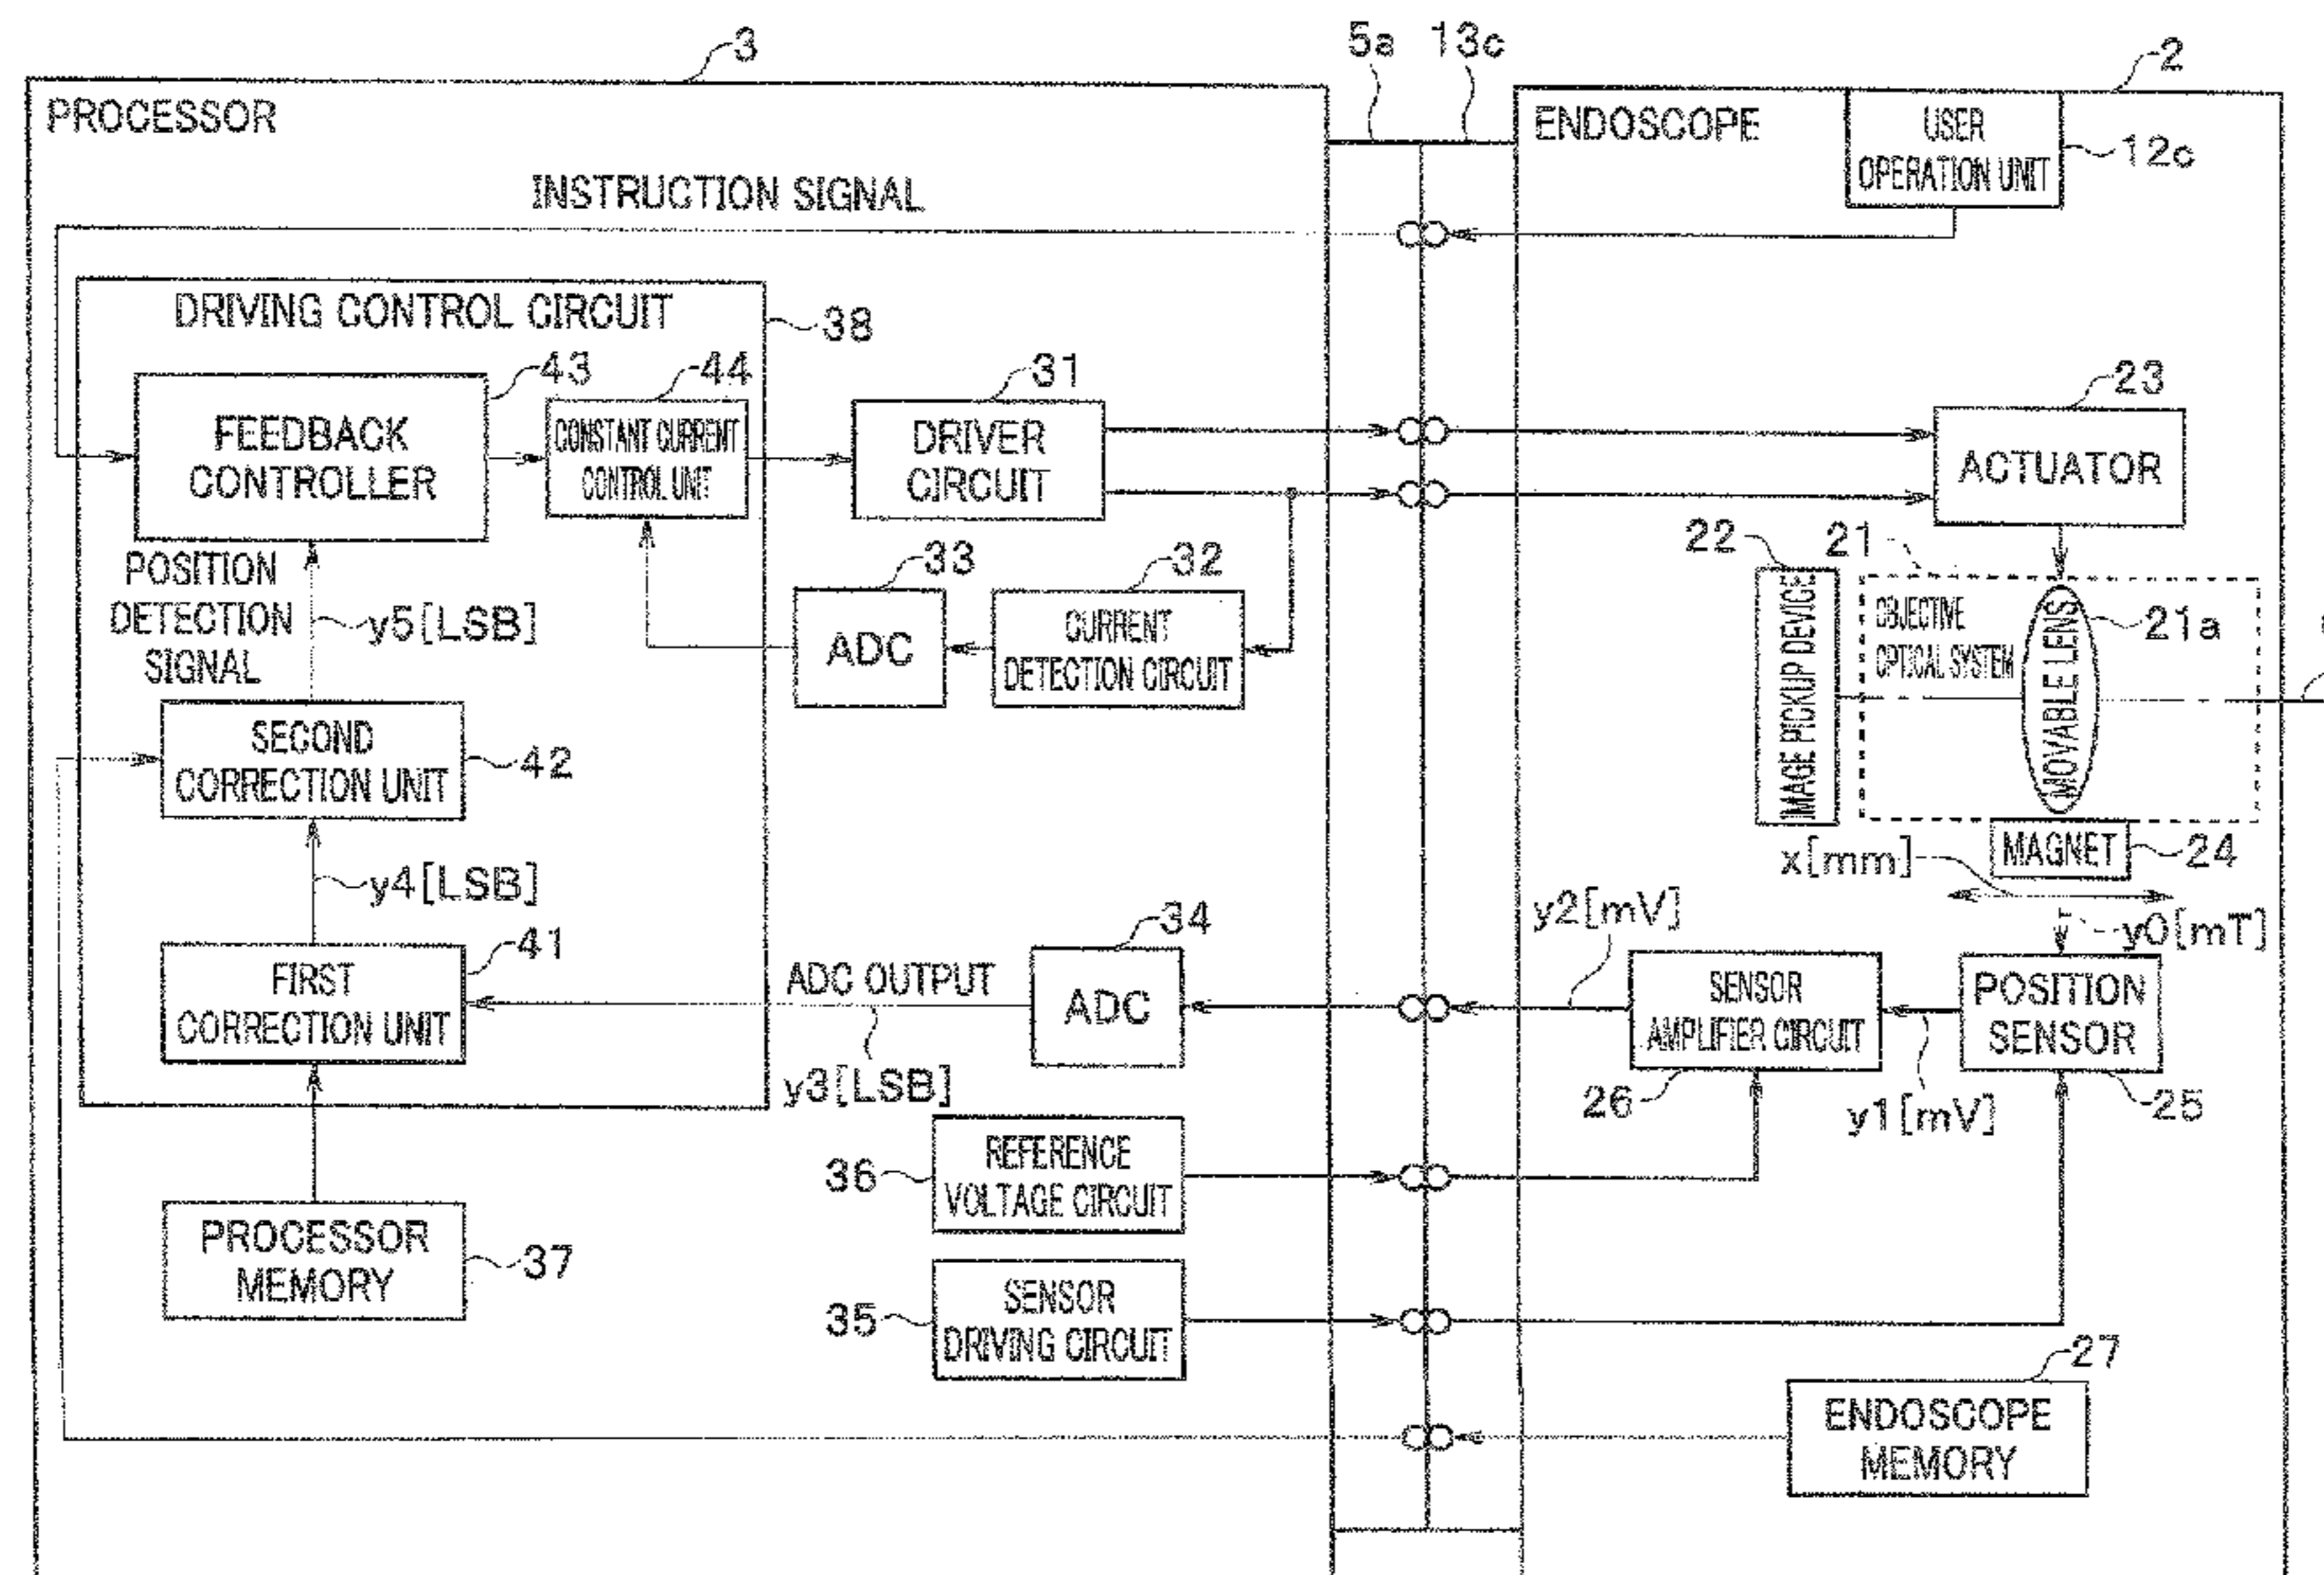 3
5a
13c
2
PROCESSOR
ENDOSCOPE
USER
OPERATION UNIT
12c
INSTRUCTION SIGNAL
DRIVING CONTROL CIRCUIT
38
43
44
31
23
FEEDBACK
CONTROLLER
CONSTANT CURRENT
CONTROL UNIT
DRIVER
CIRCUIT
ACTUATOR
POSITION
DETECTION
SIGNAL
y5[LSB]
33
32
22
21
ADC
CURRENT
DETECTION CIRCUIT
IMAGE PICKUP DEVICE
OBJECTIVE
OPTICAL SYSTEM
MOVABLE LENS
21a
SECOND
CORRECTION UNIT
42
MAGNET
24
x[mm]
y4[LSB]
y2[mV]
y0[mT]
41
34
FIRST
CORRECTION UNIT
ADC OUTPUT
ADC
SENSOR
AMPLIFIER CIRCUIT
POSITION
SENSOR
y3[LSB]
26
y1[mV]
25
36
REFERENCE
VOLTAGE CIRCUIT
PROCESSOR
MEMORY
37
35
SENSOR
DRIVING CIRCUIT
27
ENDOSCOPE
MEMORY